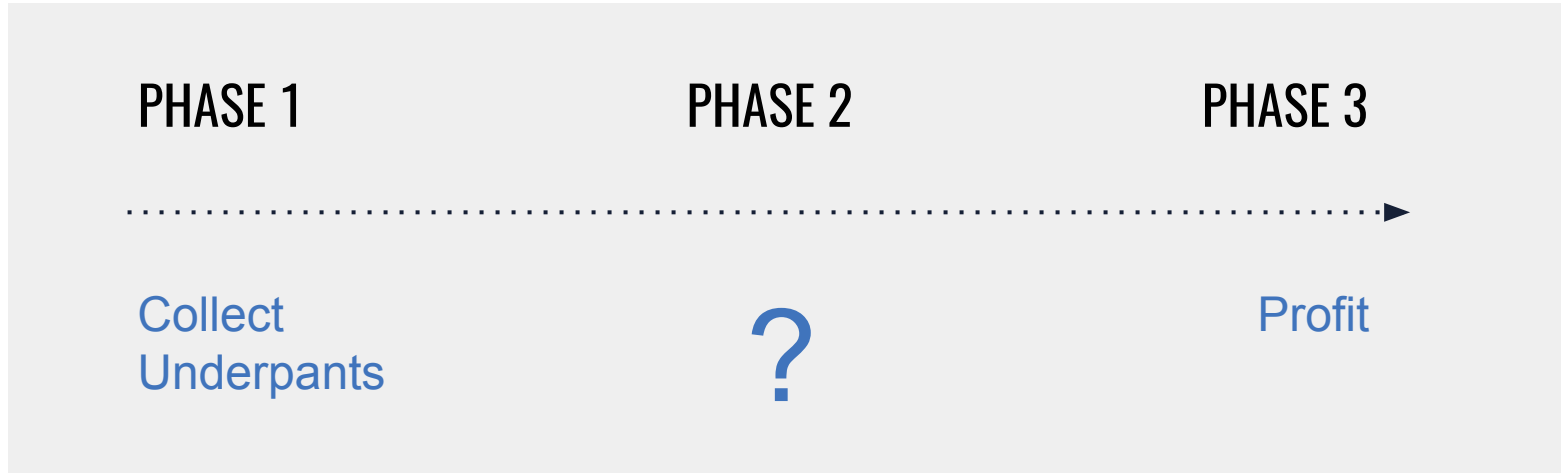 PHASE 1
PHASE 2
PHASE 3
Collect
Underpants
?
Profit